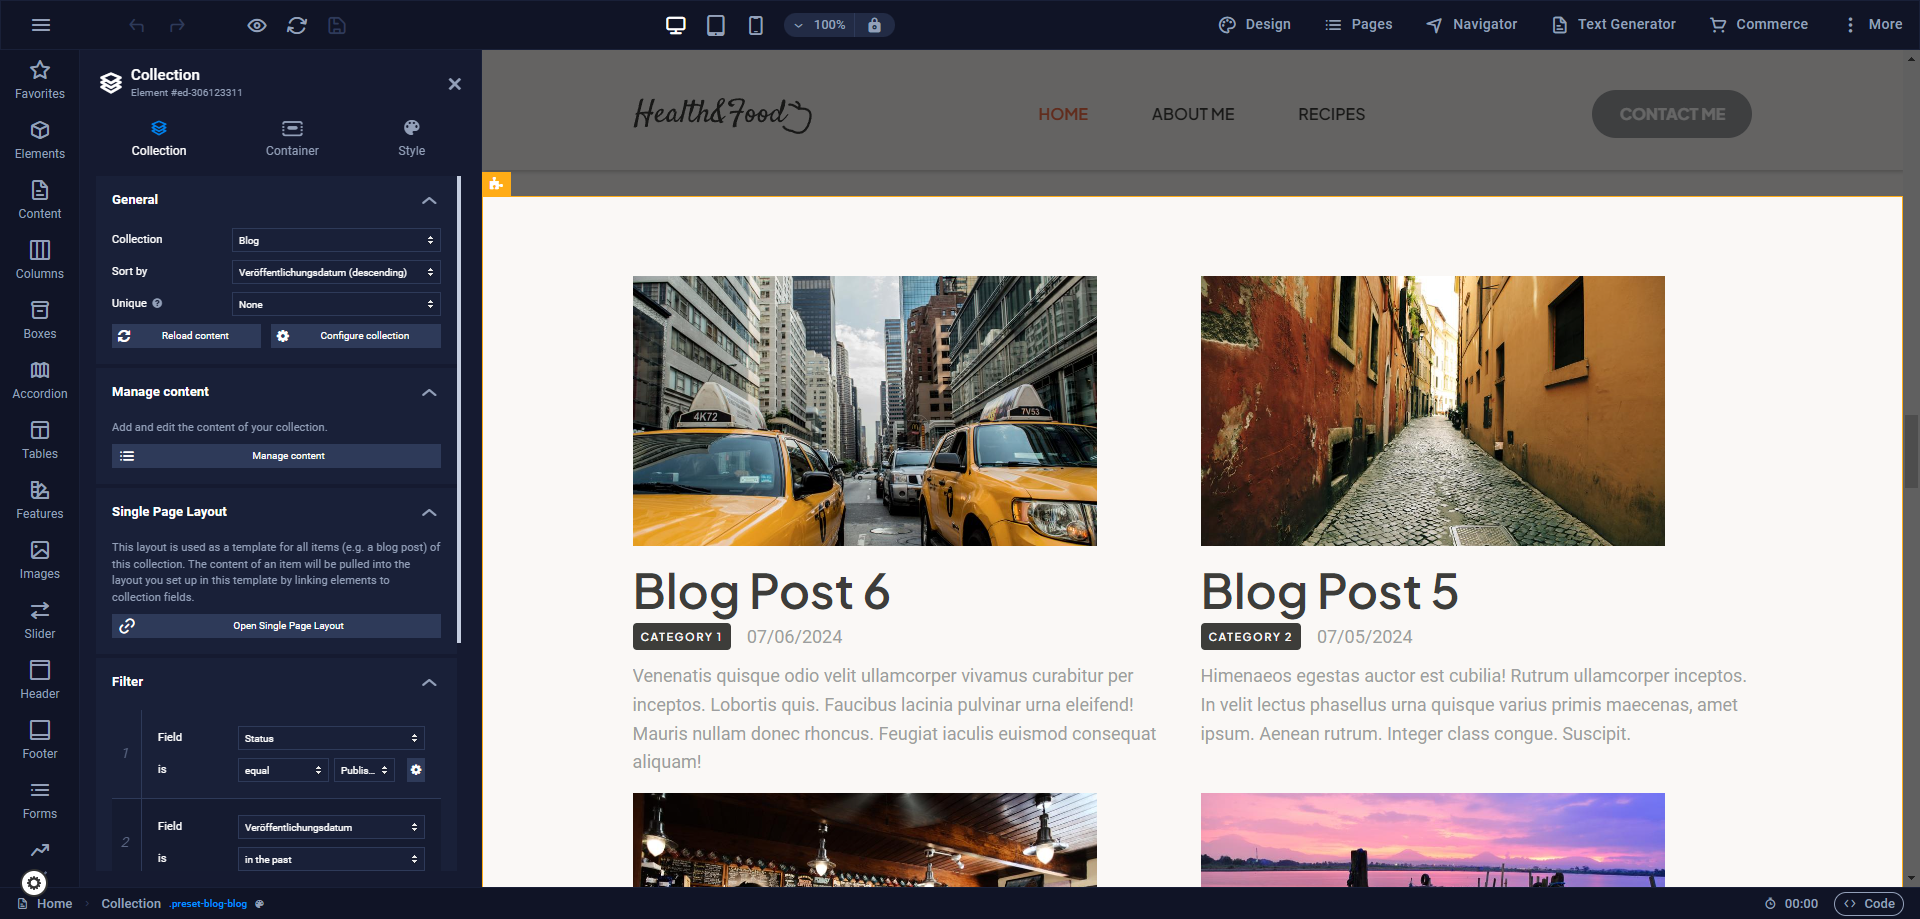 100%
Design
Pages
Navigator
Text Generator
Commerce
More
Favorites
Elements
Content
Columns
Boxes
Accordion
Tables
Features
Images
Slider
Header
Footer
Forms
Collection
Element #ed-306123311
Collection
Container
Style
General
Collection
Blog
Sort by
Veröffentlichungsdatum (descending)
Unique
None
Reload content
Configure collection
Manage content
Add and edit the content of your collection.
Manage content
Single Page Layout
This layout is used as a template for all items (e.g. a blog post) of
this collection. The content of an item will be pulled into the
layout you set up in this template by linking elements to
collection fields.
Open Single Page Layout
Filter
1
Field
Status
is
equal
Publis...
2
Field
Veröffentlichungsdatum
is
in the past
Health&Food
HOME
ABOUT ME
RECIPES
CONTACT ME
4K72
7V53
Blog Post 6
CATEGORY 1
07/06/2024
Venenatis quisque odio velit ullamcorper vivamus curabitur per
inceptos. Lobortis quis. Faucibus lacinia pulvinar urna eleifend!
Mauris nullam donec rhoncus. Feugiat iaculis euismod consequat
aliquam!
Blog Post 5
CATEGORY 2
07/05/2024
Himenaeos egestas auctor est cubilia! Rutrum ullamcorper inceptos.
In velit lectus phasellus urna quisque varius primis maecenas, amet
ipsum. Aenean rutrum. Integer class congue. Suscipit.
Home
Collection
.preset-blog-blog
00:00
Code